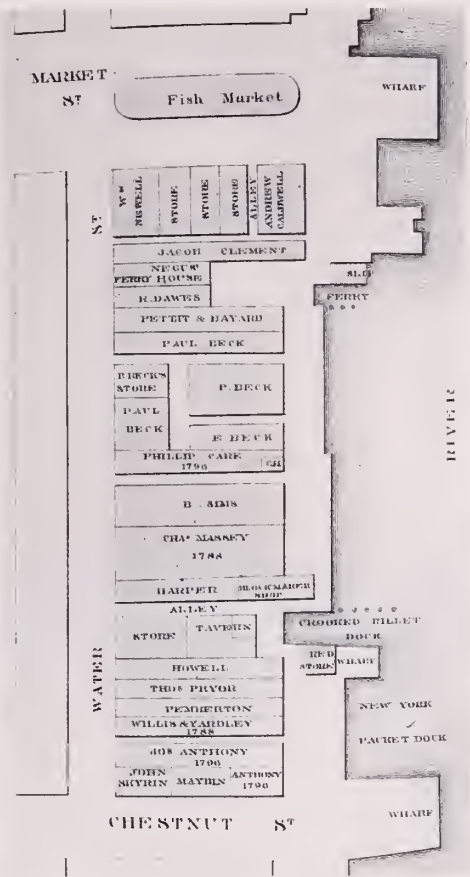 MARKET
ST
Fish Market
WHARF
Wm NEWELL
STORE
STORE
STORE
ALLEY
ANDREW
CALDWELL
ST
JACOB CLEMENT
NEGUS'
FERRY HOUSE
R. DAWES
PETTIT & BAYARD
PAUL BECK
SLIP
FERRY
P. BECK'S
STORE
PAUL
BECK
P. BECK
P. BECK
PHILLIP CARE
1796
C.H
RIVER
B. SIMS
CHAs MASSEY
1788
HARPER
BLOCKMAKER
SHOP
ALLEY
STORE
TAVERN
CROOKED BILLET
DOCK
RED
STORE
WHARF
WATER
HOWELL
THOs PRYOR
PEMBERTON
WILLIS & YARDLEY
1788
NEW YORK
PACKET DOCK
JOS ANTHONY
1796
JOHN
SKYRIN
MAYBIN
ANTHONY
1796
CHESTNUT ST
WHARF